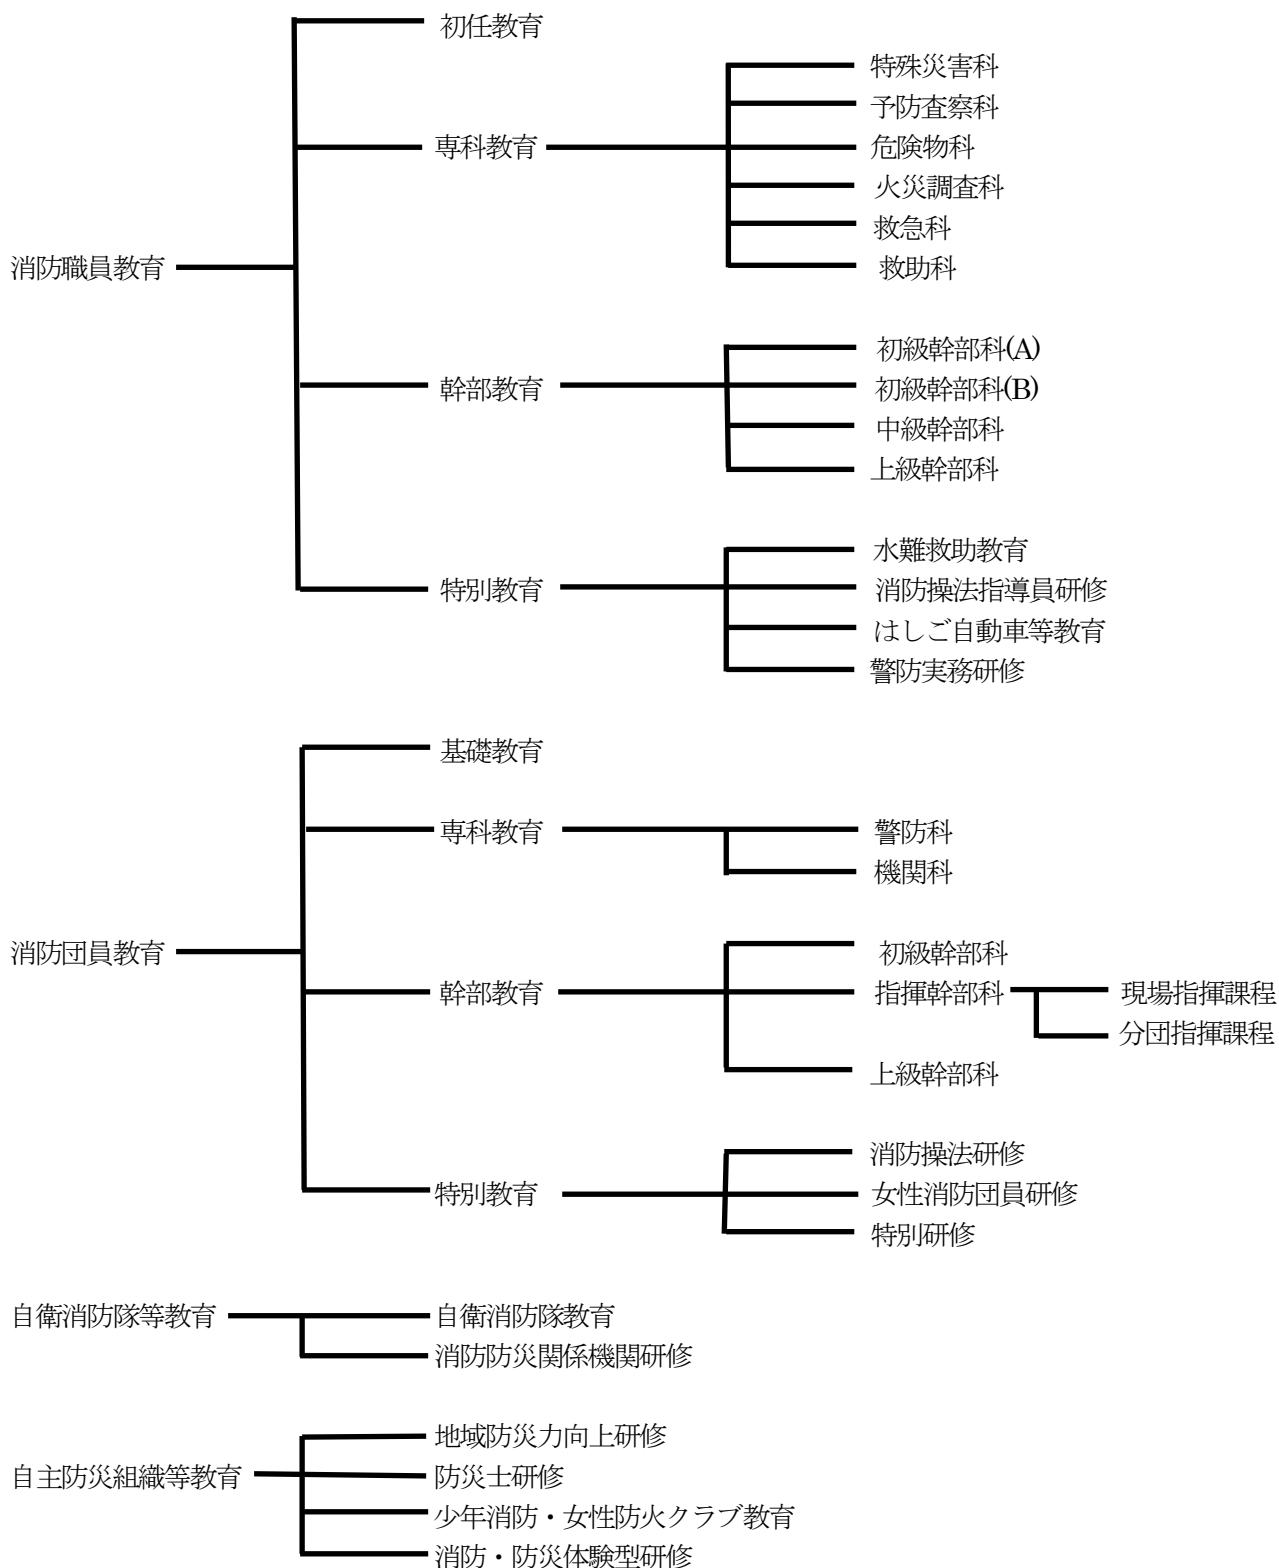 消防職員教育
初任教育
専科教育
特殊災害科
予防査察科
危険物科
火災調査科
救急科
救助科
幹部教育
初級幹部科(A)
初級幹部科(B)
中級幹部科
上級幹部科
特別教育
水難救助教育
消防操法指導員研修
はしご自動車等教育
警防実務研修
消防団員教育
基礎教育
専科教育
警防科
機関科
幹部教育
初級幹部科
指揮幹部科
現場指揮課程
分団指揮課程
上級幹部科
特別教育
消防操法研修
女性消防団員研修
特別研修
自衛消防隊等教育
自衛消防隊教育
消防防災関係機関研修
自主防災組織等教育
地域防災力向上研修
防災士研修
少年消防・女性防火クラブ教育
消防・防災体験型研修